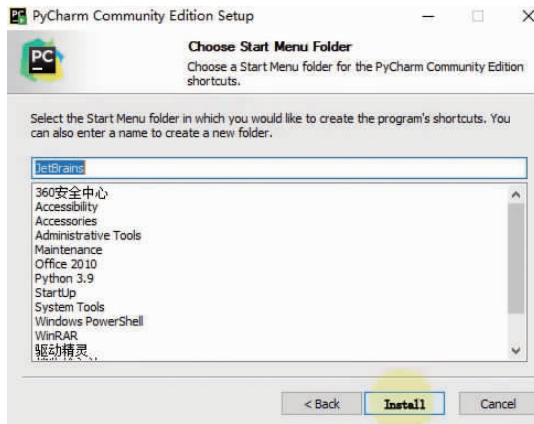 PyCharm Community Edition Setup
PC
Choose Start Menu Folder
Choose a Start Menu folder for the PyCharm Community Edition
shortcuts.
Select the Start Menu folder in which you would like to create the program's shortcuts. You
can also enter a name to create a new folder.
JetBrains
360安全中心
Accessibility
Accessories
Administrative Tools
Maintenance
Office 2010
Python 3.9
StartUp
System Tools
Windows PowerShell
WinRAR
驱动精灵
< Back Install Cancel